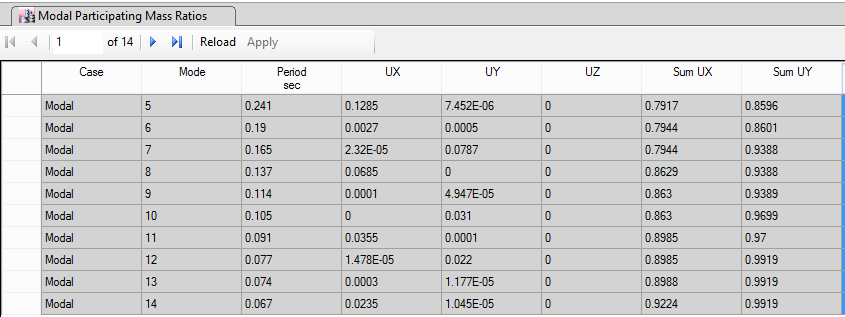 Modal Participating Mass Ratios
1 of 14 Reload Apply
Case Mode Period sec UX UY UZ Sum UX Sum UY
Modal 5 0.241 0.1285 7.452E-06 0 0.7917 0.8596
Modal 6 0.19 0.0027 0.0005 0 0.7944 0.8601
Modal 7 0.165 2.32E-05 0.0787 0 0.7944 0.9388
Modal 8 0.137 0.0685 0 0 0.8629 0.9388
Modal 9 0.114 0.0001 4.947E-05 0 0.863 0.9389
Modal 10 0.105 0 0.031 0 0.863 0.9699
Modal 11 0.091 0.0355 0.0001 0 0.8985 0.97
Modal 12 0.077 1.478E-05 0.022 0 0.8985 0.9919
Modal 13 0.074 0.0003 1.177E-05 0 0.8988 0.9919
Modal 14 0.067 0.0235 1.045E-05 0 0.9224 0.9919